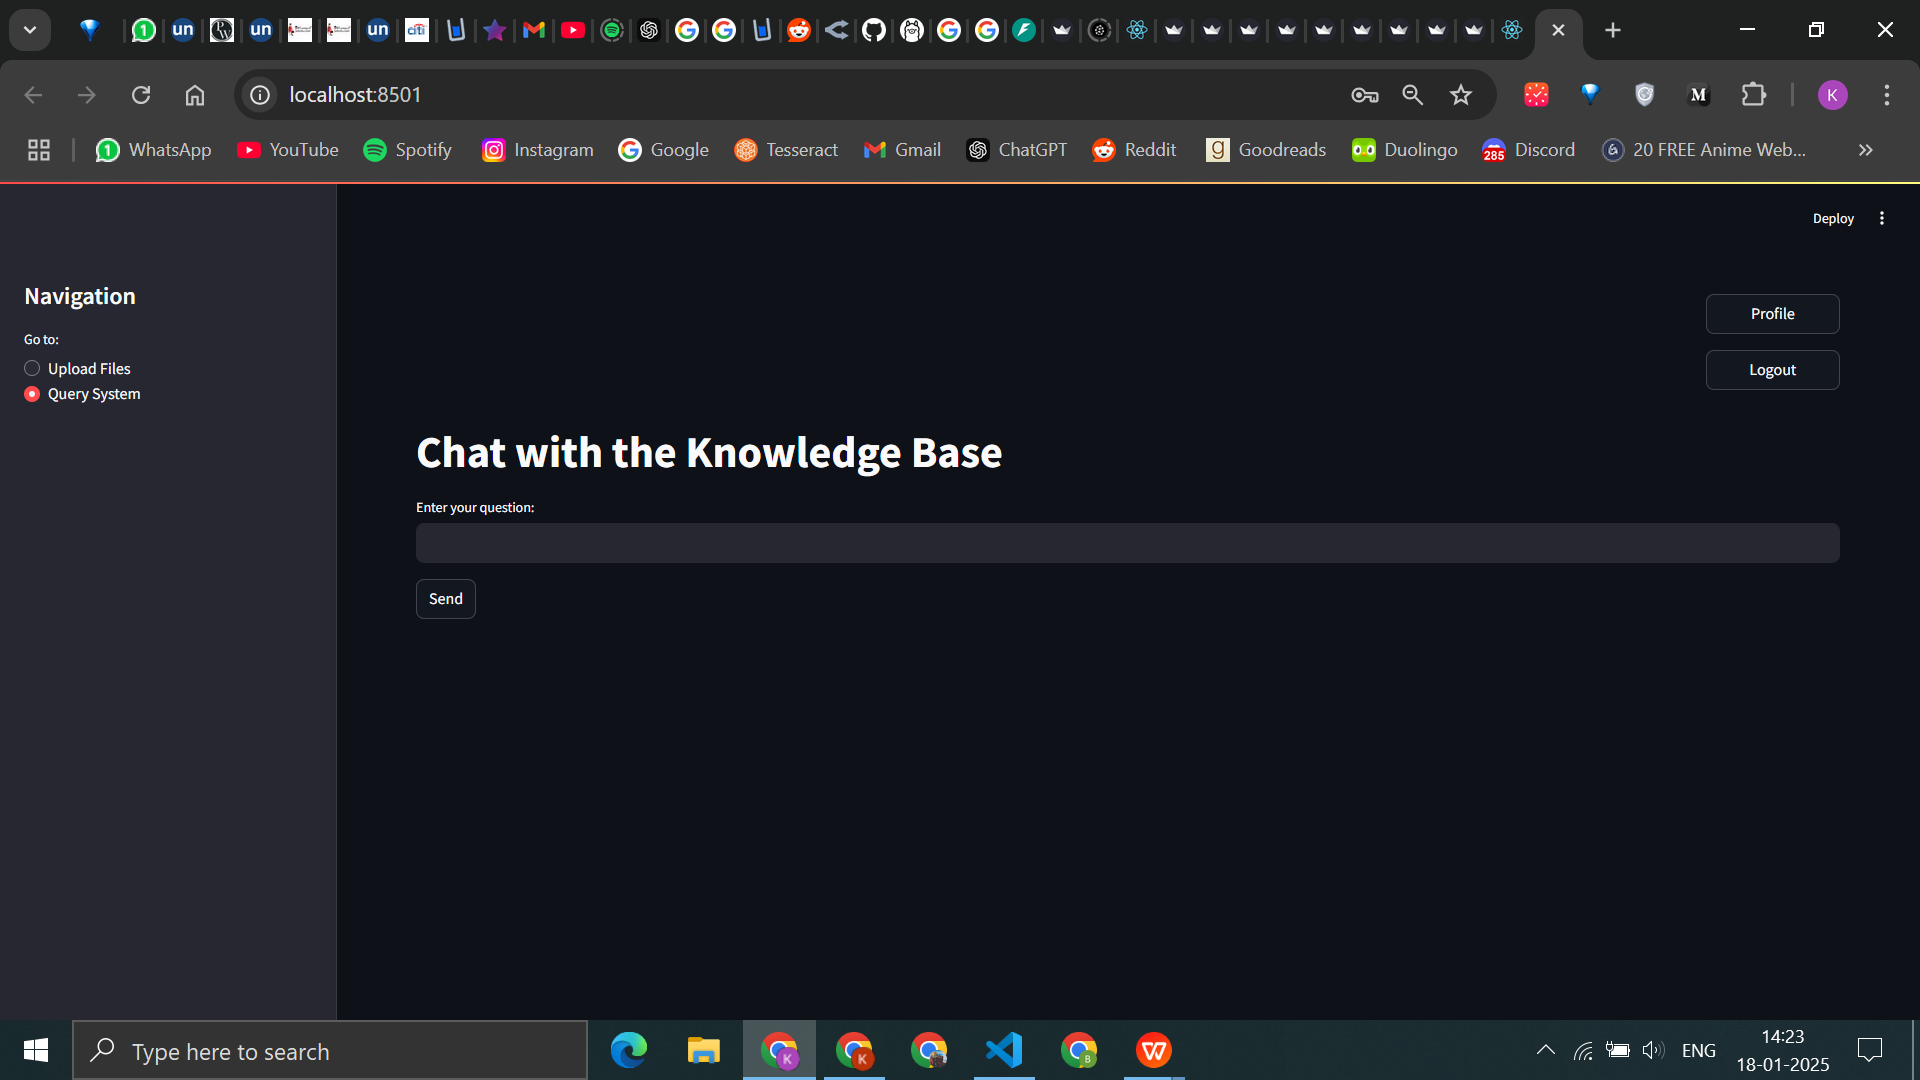 localhost:8501
WhatsApp YouTube Spotify Instagram Google Tesseract Gmail ChatGPT Reddit Goodreads Duolingo Discord 20 FREE Anime Web...
Deploy
Navigation
Go to:
Upload Files
Query System
Profile
Logout
Chat with the Knowledge Base
Enter your question:
Send
Type here to search
ENG
14:23
18-01-2025